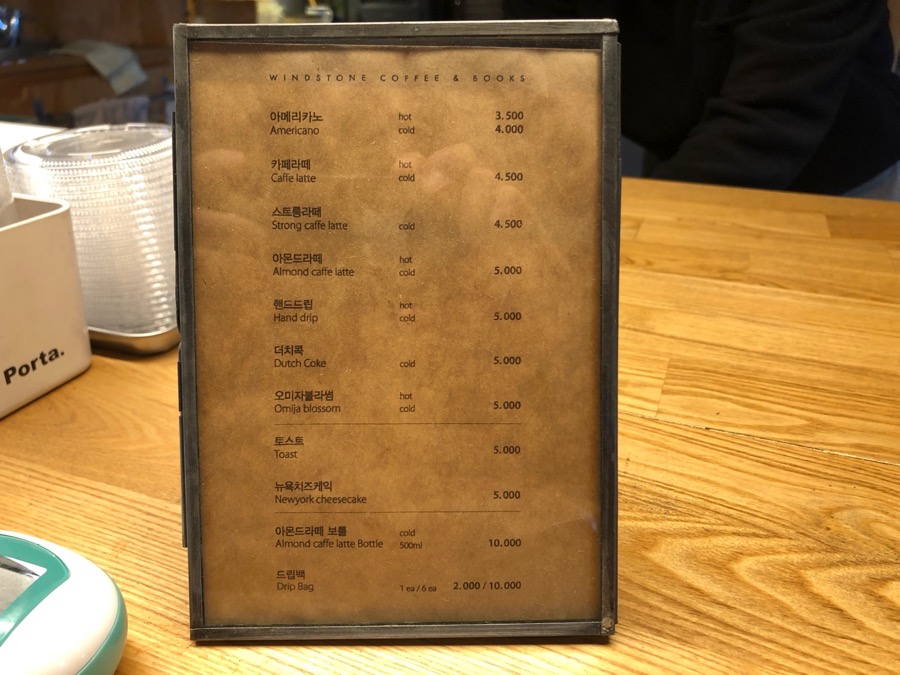 WINDSTONE COFFEE & BOOKS
아메리카노 hot 3.500
Americano cold 4.000
카페라떼 hot
Caffe latte cold 4.500
스트롱라떼
Strong caffe latte cold 4.500
아몬드라떼 hot
Almond caffe latte cold 5.000
핸드드립 hot
Hand drip cold 5.000
더치콕
Dutch Coke cold 5.000
오미자블라썸 hot
Omija blossom cold 5.000
토스트
Toast 5.000
뉴욕치즈케익
Newyork cheesecake 5.000
아몬드라떼 보틀 cold
Almond caffe latte Bottle 500ml 10.000
드립백
Drip Bag 1 ea / 6 ea 2.000 / 10.000
Porta.